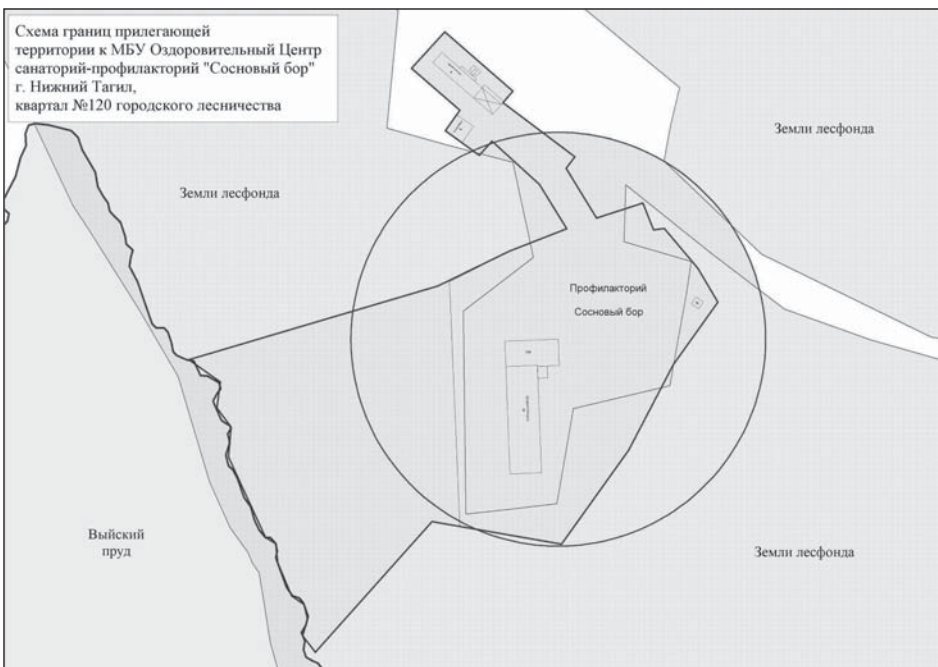 Схема границ прилегающей
территории к МБУ Оздоровительный Центр
санаторий-профилакторий "Сосновый бор"
г. Нижний Тагил,
квартал №120 городского лесничества
Земли лесфонда
Земли лесфонда
Профилакторий
Сосновый бор
Выйский
пруд
Земли лесфонда